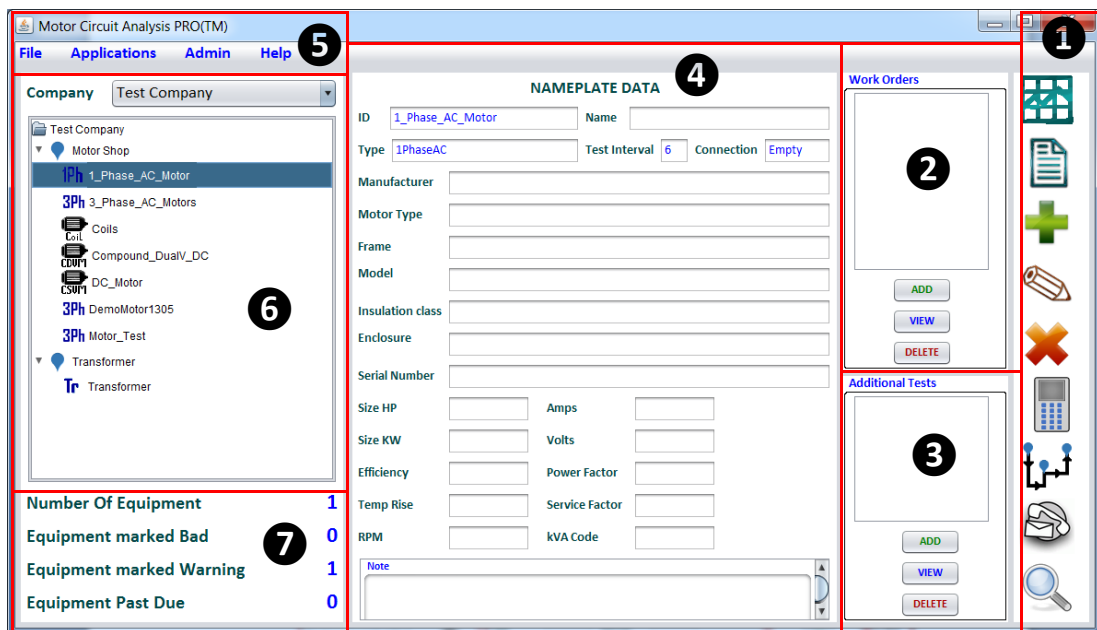 Motor Circuit Analysis PRO(TM)
1
File Applications Admin Help
5
Company Test Company
Test Company
Motor Shop
1Ph 1_Phase_AC_Motor
3Ph 3_Phase_AC_Motors
Coil Coils
CDVM Compound_DualV_DC
CSVM DC_Motor
3Ph DemoMotor1305
3Ph Motor_Test
Transformer
Tr Transformer
6
Number Of Equipment 1
Equipment marked Bad 0
Equipment marked Warning 1
Equipment Past Due 0
7
NAMEPLATE DATA
4
ID 1_Phase_AC_Motor Name
Type 1PhaseAC Test Interval 6 Connection Empty
Manufacturer
Motor Type
Frame
Model
Insulation class
Enclosure
Serial Number
Size HP Amps
Size KW Volts
Efficiency Power Factor
Temp Rise Service Factor
RPM kVA Code
Note
Work Orders
2
ADD
VIEW
DELETE
Additional Tests
3
ADD
VIEW
DELETE